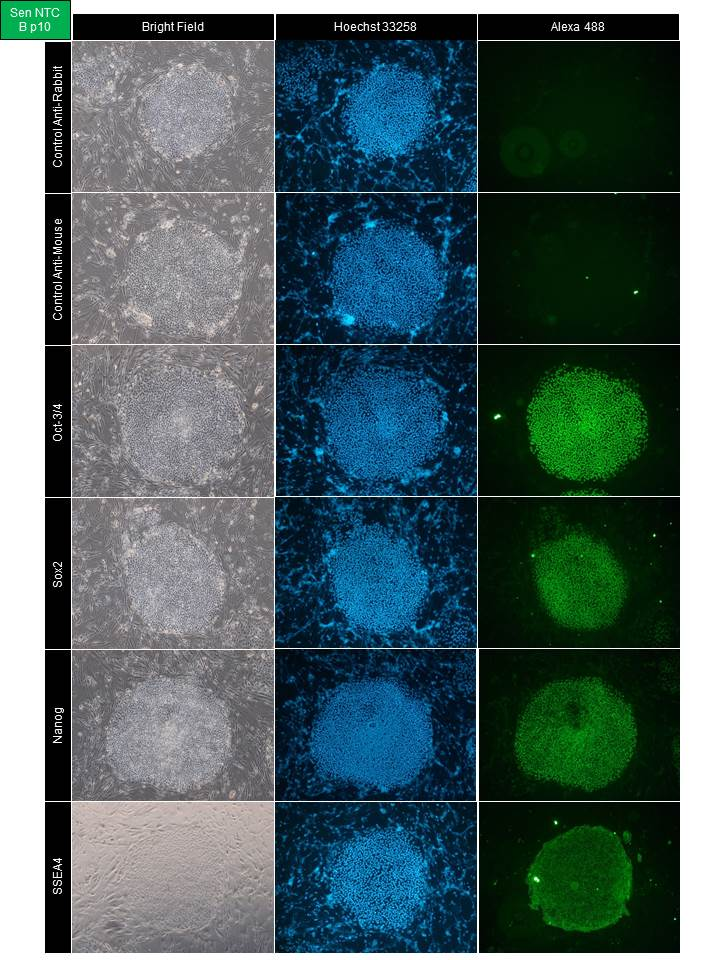 Sen NTC
B p10
Bright Field
Hoechst 33258
Alexa 488
Control Anti-Rabbit
Control Anti-Mouse
Oct-3/4
Sox2
Nanog
SSEA4